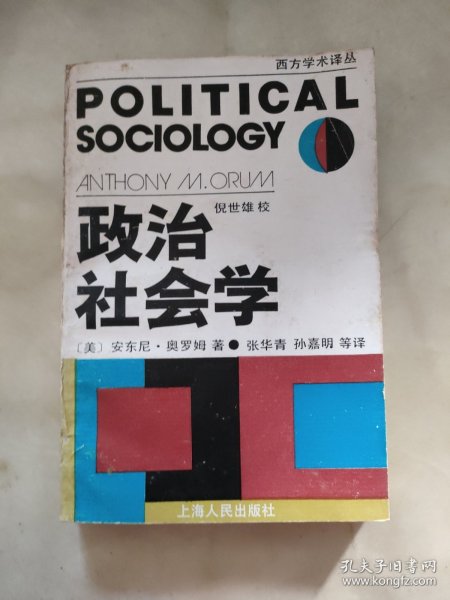 西方学术译丛
POLITICAL
SOCIOLOGY
ANTHONY M. ORUM
倪世雄 校
政治
社会学
〔美〕安东尼·奥罗姆 著●张华青 孙嘉明 等译
上海人民出版社
孔夫子旧书网
www.kongfz.com